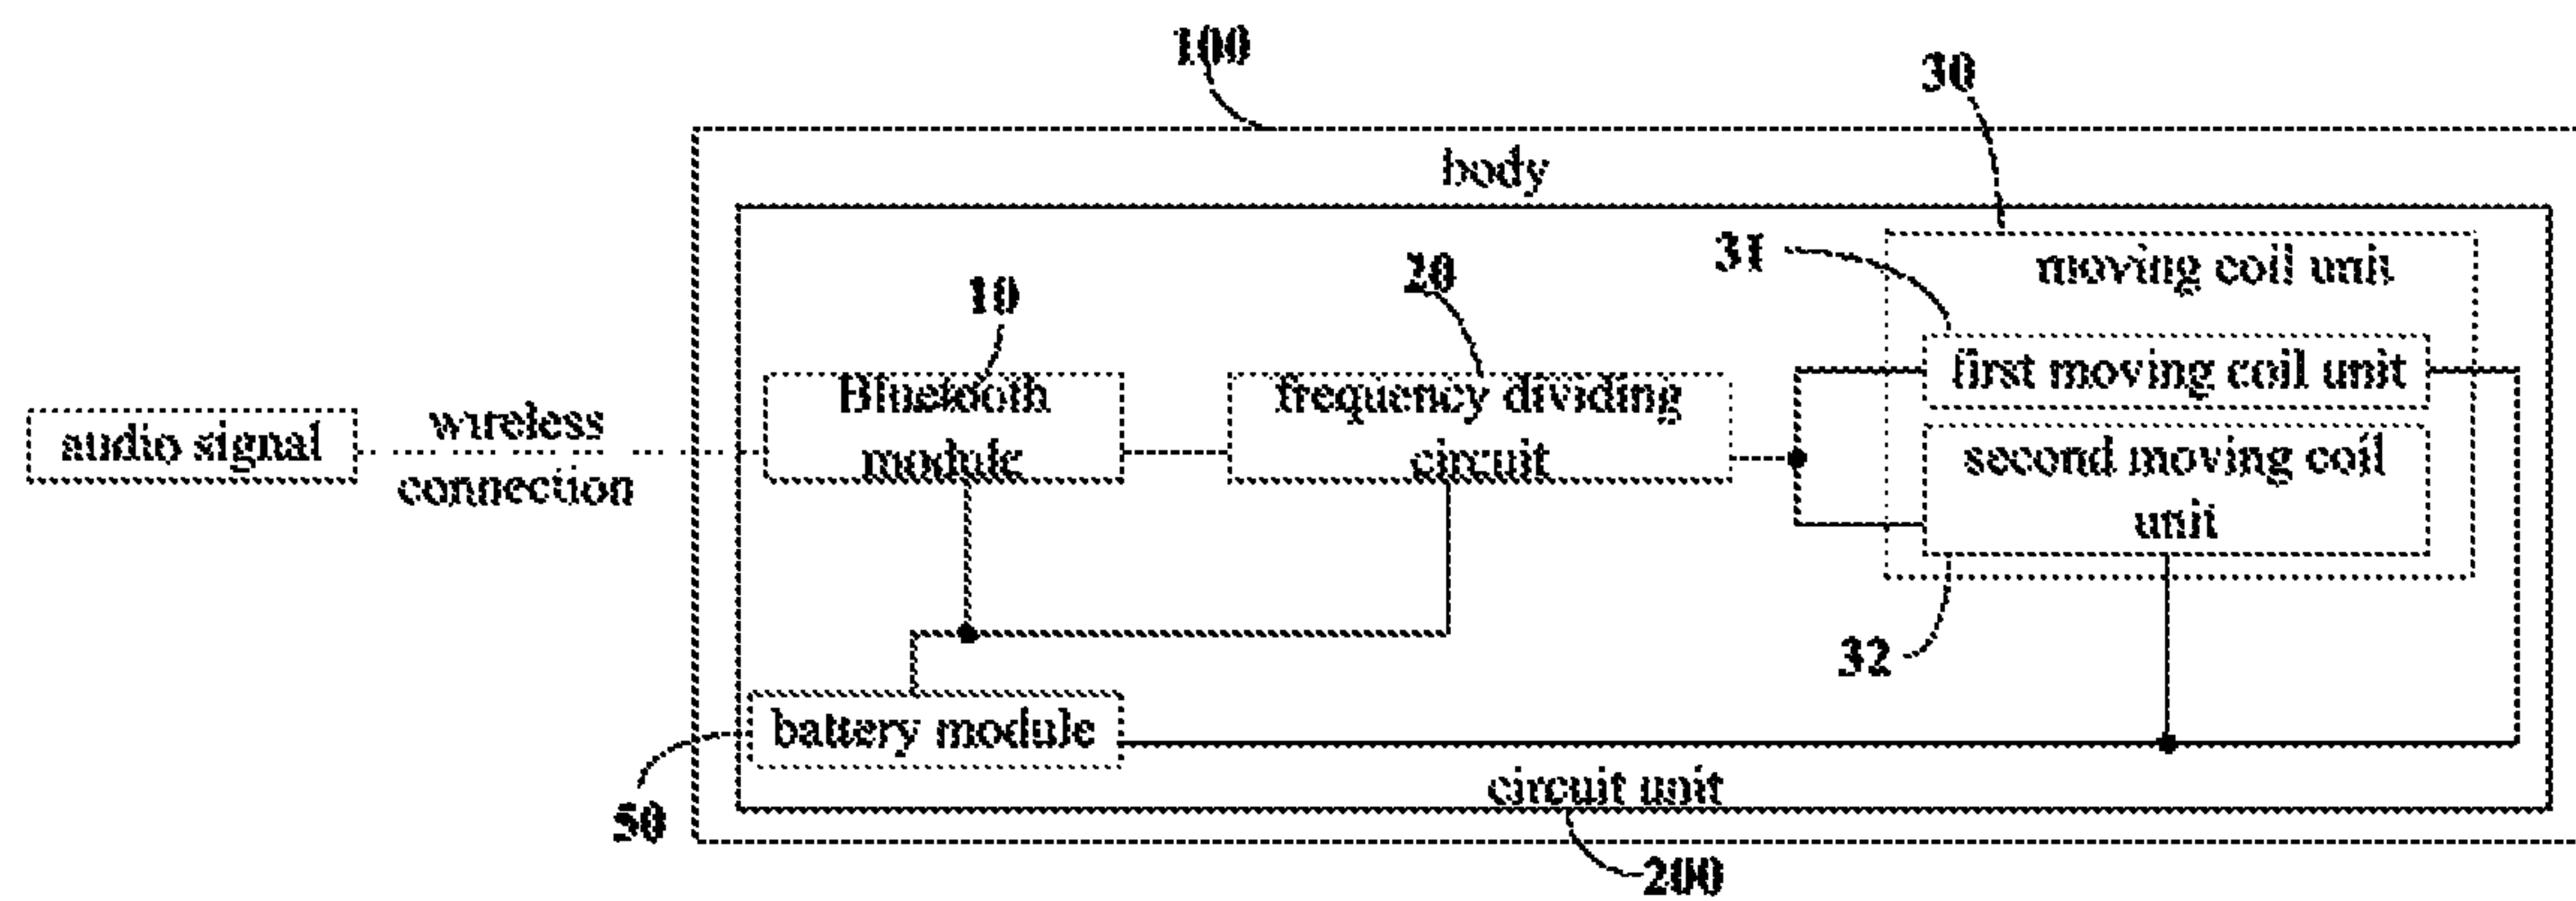 100
30
body
31
moving coil unit
20
10
first moving coil unit
Bluetooth
module
frequency dividing
circuit
audio signal
wireless
connection
second moving coil
unit
32
battery module
circuit unit
50
200